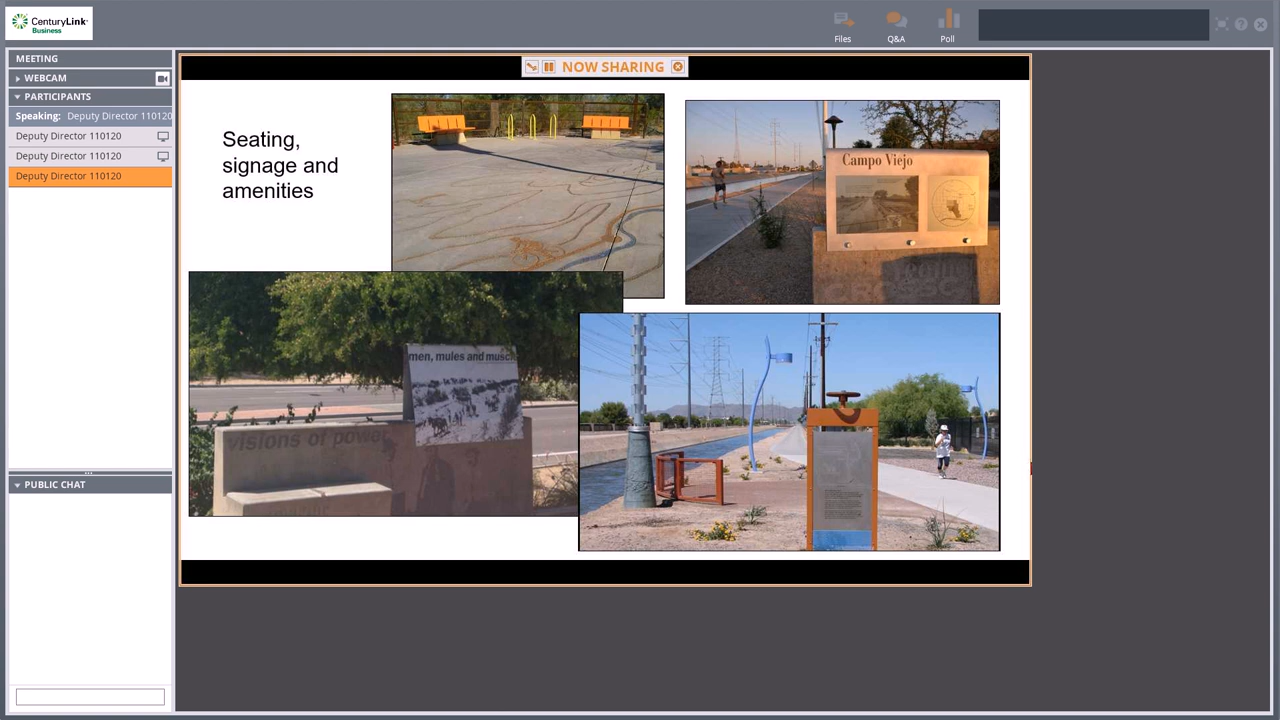 CenturyLink
Business
Files
Q&A
Poll
MEETING
WEBCAM
PARTICIPANTS
Speaking: Deputy Director 110120
Deputy Director 110120
Deputy Director 110120
Deputy Director 110120
PUBLIC CHAT
NOW SHARING
Seating,
signage and
amenities
Campo Viejo
men, mules and
visions of power